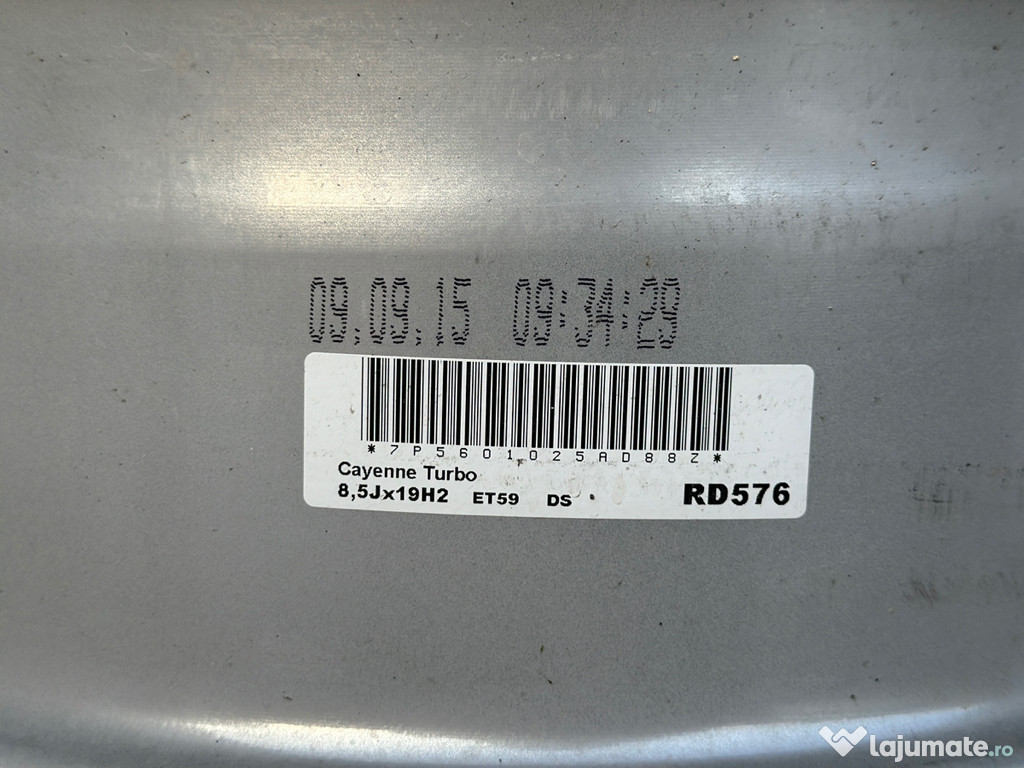 09.09.15 09:34:29
*7P5601025AD88Z*
Cayenne Turbo
8,5Jx19H2 ET59 DS RD576
lajumate.ro